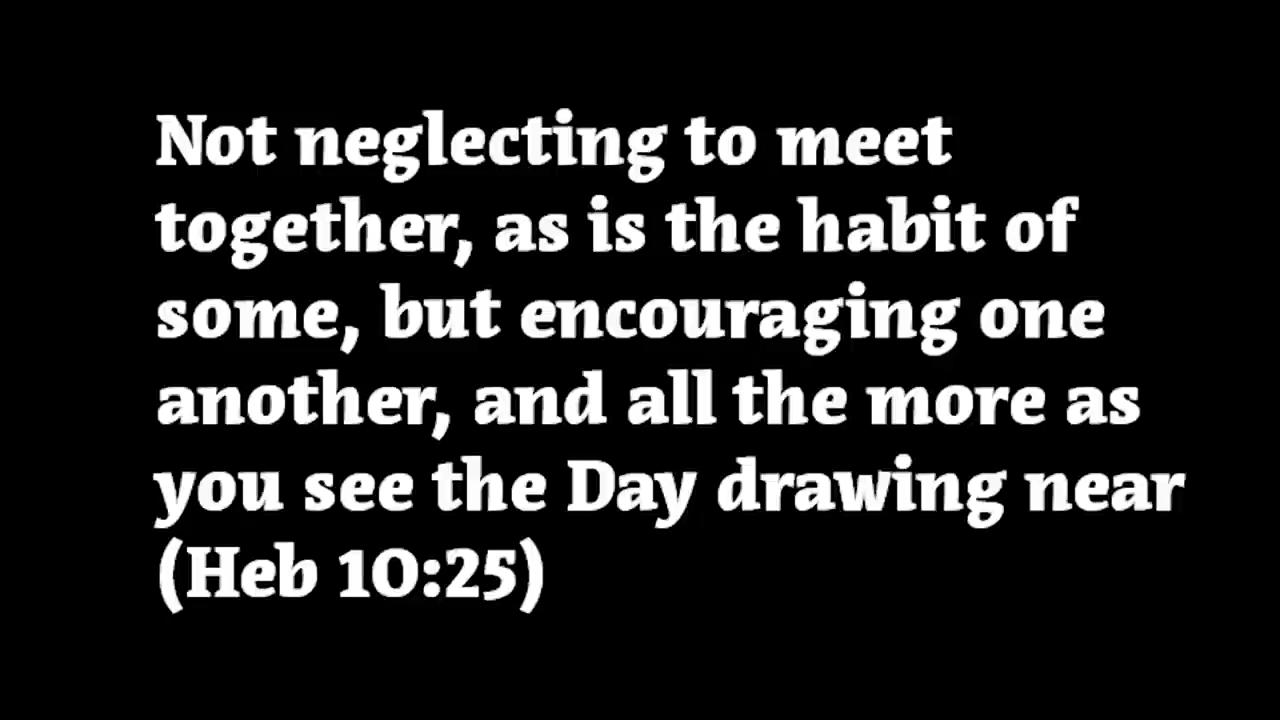 Not neglecting to meet
together, as is the habit of
some, but encouraging one
another, and all the more as
you see the Day drawing near
(Heb 10:25)